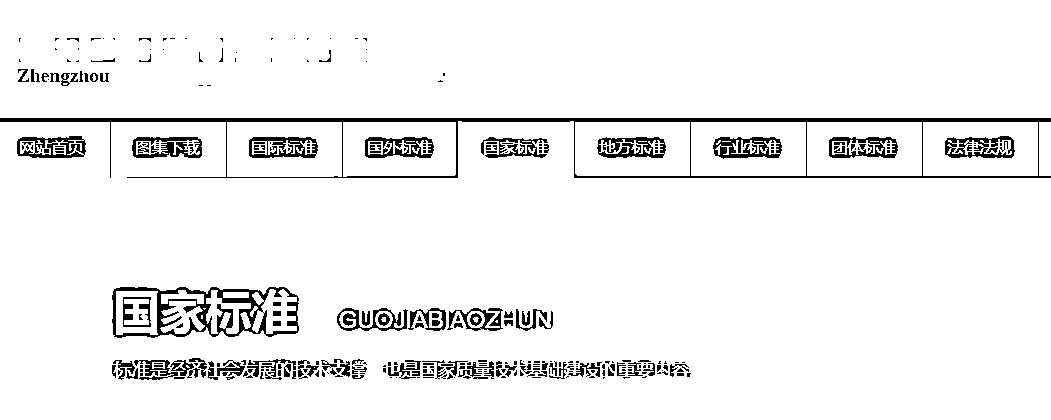 Zhengzhou
网站首页 图集下载 国际标准 国外标准 国家标准 地方标准 行业标准 团体标准 法律法规
国家标准 GUOJIABIAOZHUN
标准是经济社会发展的技术支撑 也是国家质量技术基础建设的重要内容